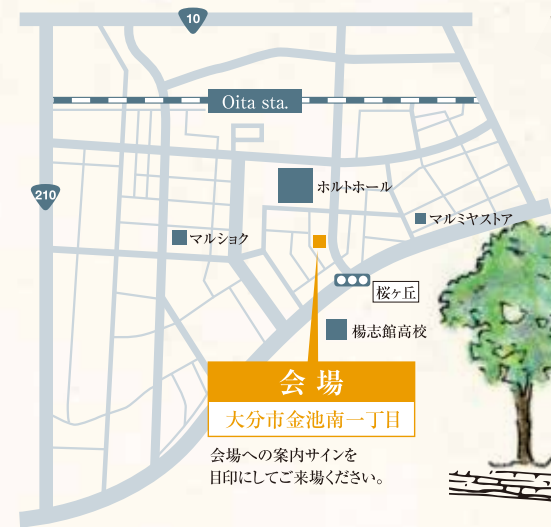 10
Oita sta.
210
ホルトホール
マルショク
マルミヤストア
桜ヶ丘
楊志館高校
会場
大分市金池南一丁目
会場への案内サインを
目印にしてご来場ください。